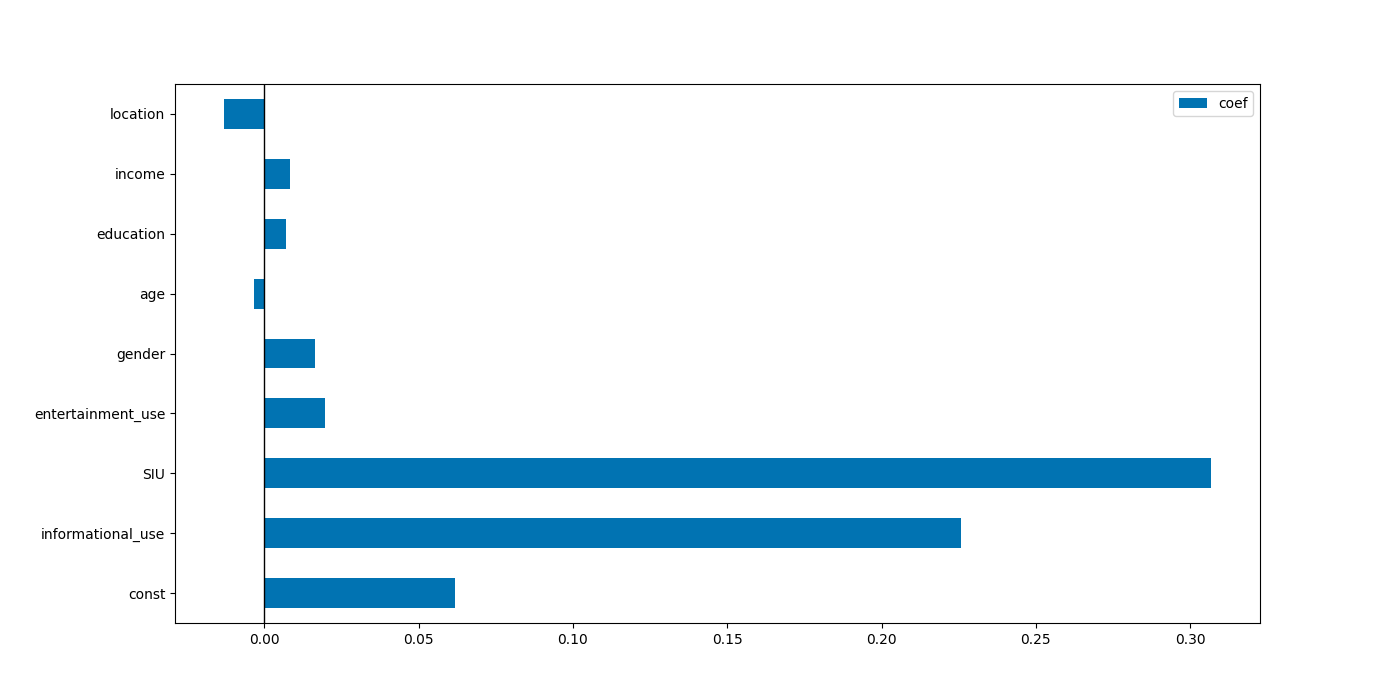 coef
location
income
education
age
gender
entertainment_use
SIU
informational_use
const
0.00 0.05 0.10 0.15 0.20 0.25 0.30